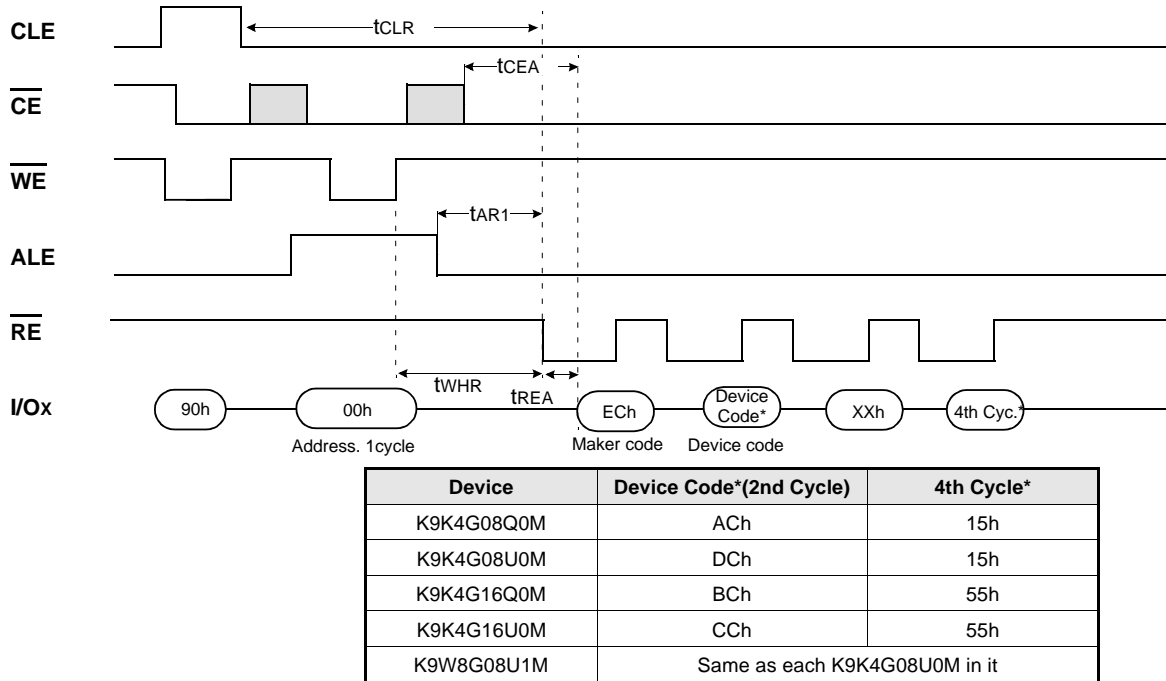 CLE
tCLR
tCEA
CE
WE
tAR1
ALE
RE
tWHR
tREA
I/Ox
90h
00h
ECh
Device
Code*
XXh
4th Cyc.*
Address. 1cycle
Maker code
Device code
Device Device Code*(2nd Cycle) 4th Cycle*
K9K4G08Q0M ACh 15h
K9K4G08U0M DCh 15h
K9K4G16Q0M BCh 55h
K9K4G16U0M CCh 55h
K9W8G08U1M Same as each K9K4G08U0M in it